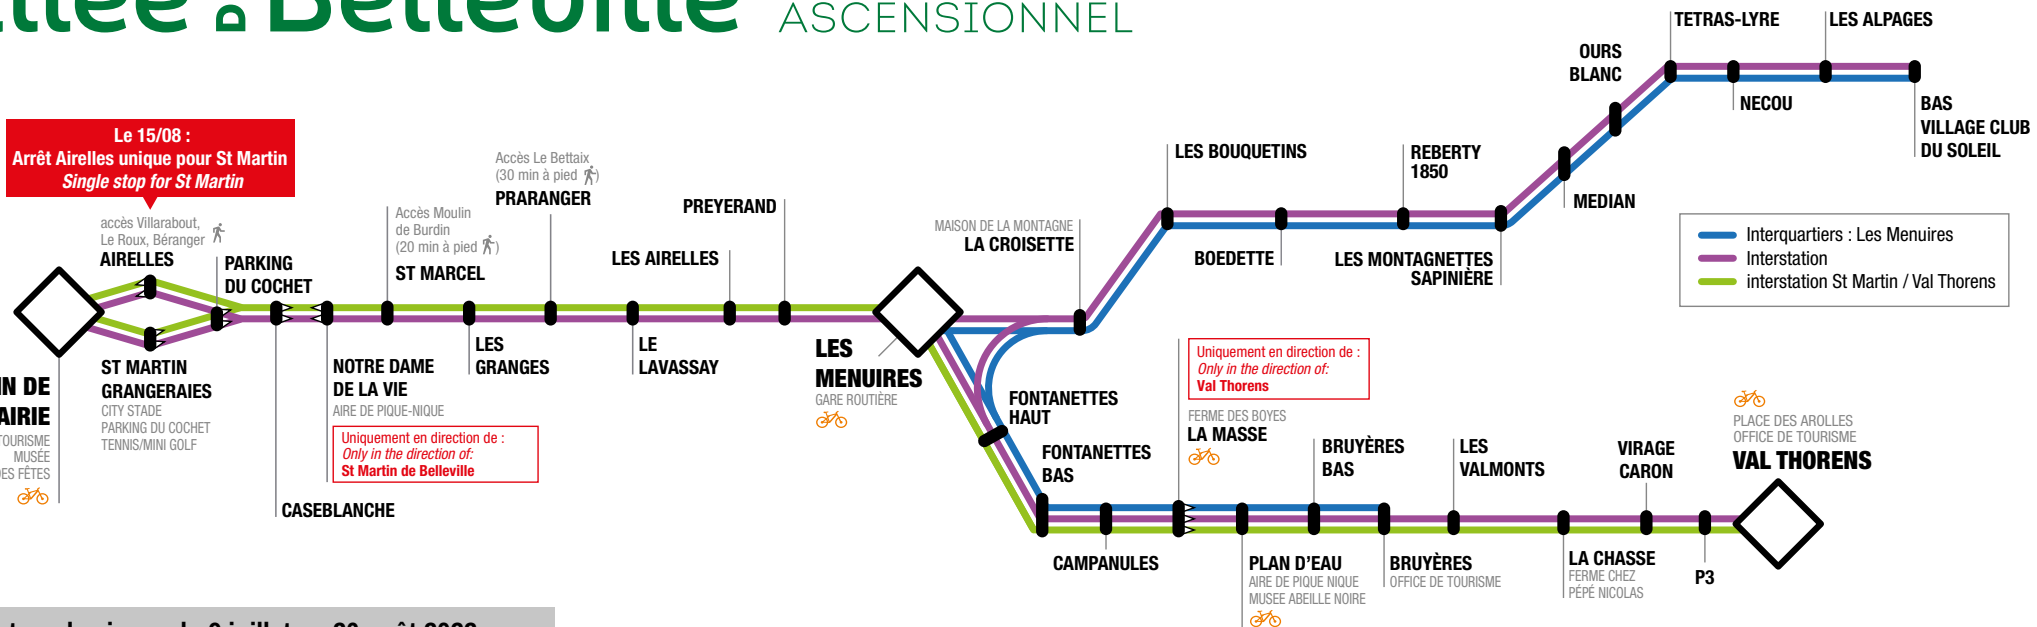 Belleville
ASCENSIONNEL
Le 15/08 :
Arrêt Airelles unique pour St Martin
Single stop for St Martin
accès Villarabout,
Le Roux, Béranger
AIRELLES
PARKING
DU COCHET
ST MARTIN
GRANGERAIES
CITY STADE
PARKING DU COCHET
TENNIS/MINI GOLF
IN DE
AIRIE
TOURISME
MUSÉE
DES FÊTES
CASEBLANCHE
NOTRE DAME
DE LA VIE
AIRE DE PIQUE-NIQUE
Uniquement en direction de :
Only in the direction of:
St Martin de Belleville
Accès Moulin
de Burdin
(20 min à pied )
ST MARCEL
LES
GRANGES
Accès Le Bettaix
(30 min à pied )
PRARANGER
LE
LAVASSAY
LES AIRELLES
PREYERAND
LES
MENUIRES
GARE ROUTIÈRE
MAISON DE LA MONTAGNE
LA CROISETTE
LES BOUQUETINS
BOEDETTE
REBERTY
1850
LES MONTAGNETTES
SAPINIÈRE
MEDIAN
OURS
BLANC
TETRAS-LYRE
NECOU
LES ALPAGES
BAS
VILLAGE CLUB
DU SOLEIL
Interquartiers : Les Menuires
Interstation
interstation St Martin / Val Thorens
FONTANETTES
HAUT
FONTANETTES
BAS
CAMPANULES
Uniquement en direction de :
Only in the direction of:
Val Thorens
FERME DES BOYES
LA MASSE
PLAN D'EAU
AIRE DE PIQUE NIQUE
MUSEE ABEILLE NOIRE
BRUYÈRES
BAS
BRUYÈRES
OFFICE DE TOURISME
LES
VALMONTS
LA CHASSE
FERME CHEZ
PÉPÉ NICOLAS
VIRAGE
CARON
P3
PLACE DES AROLLES
OFFICE DE TOURISME
VAL THORENS